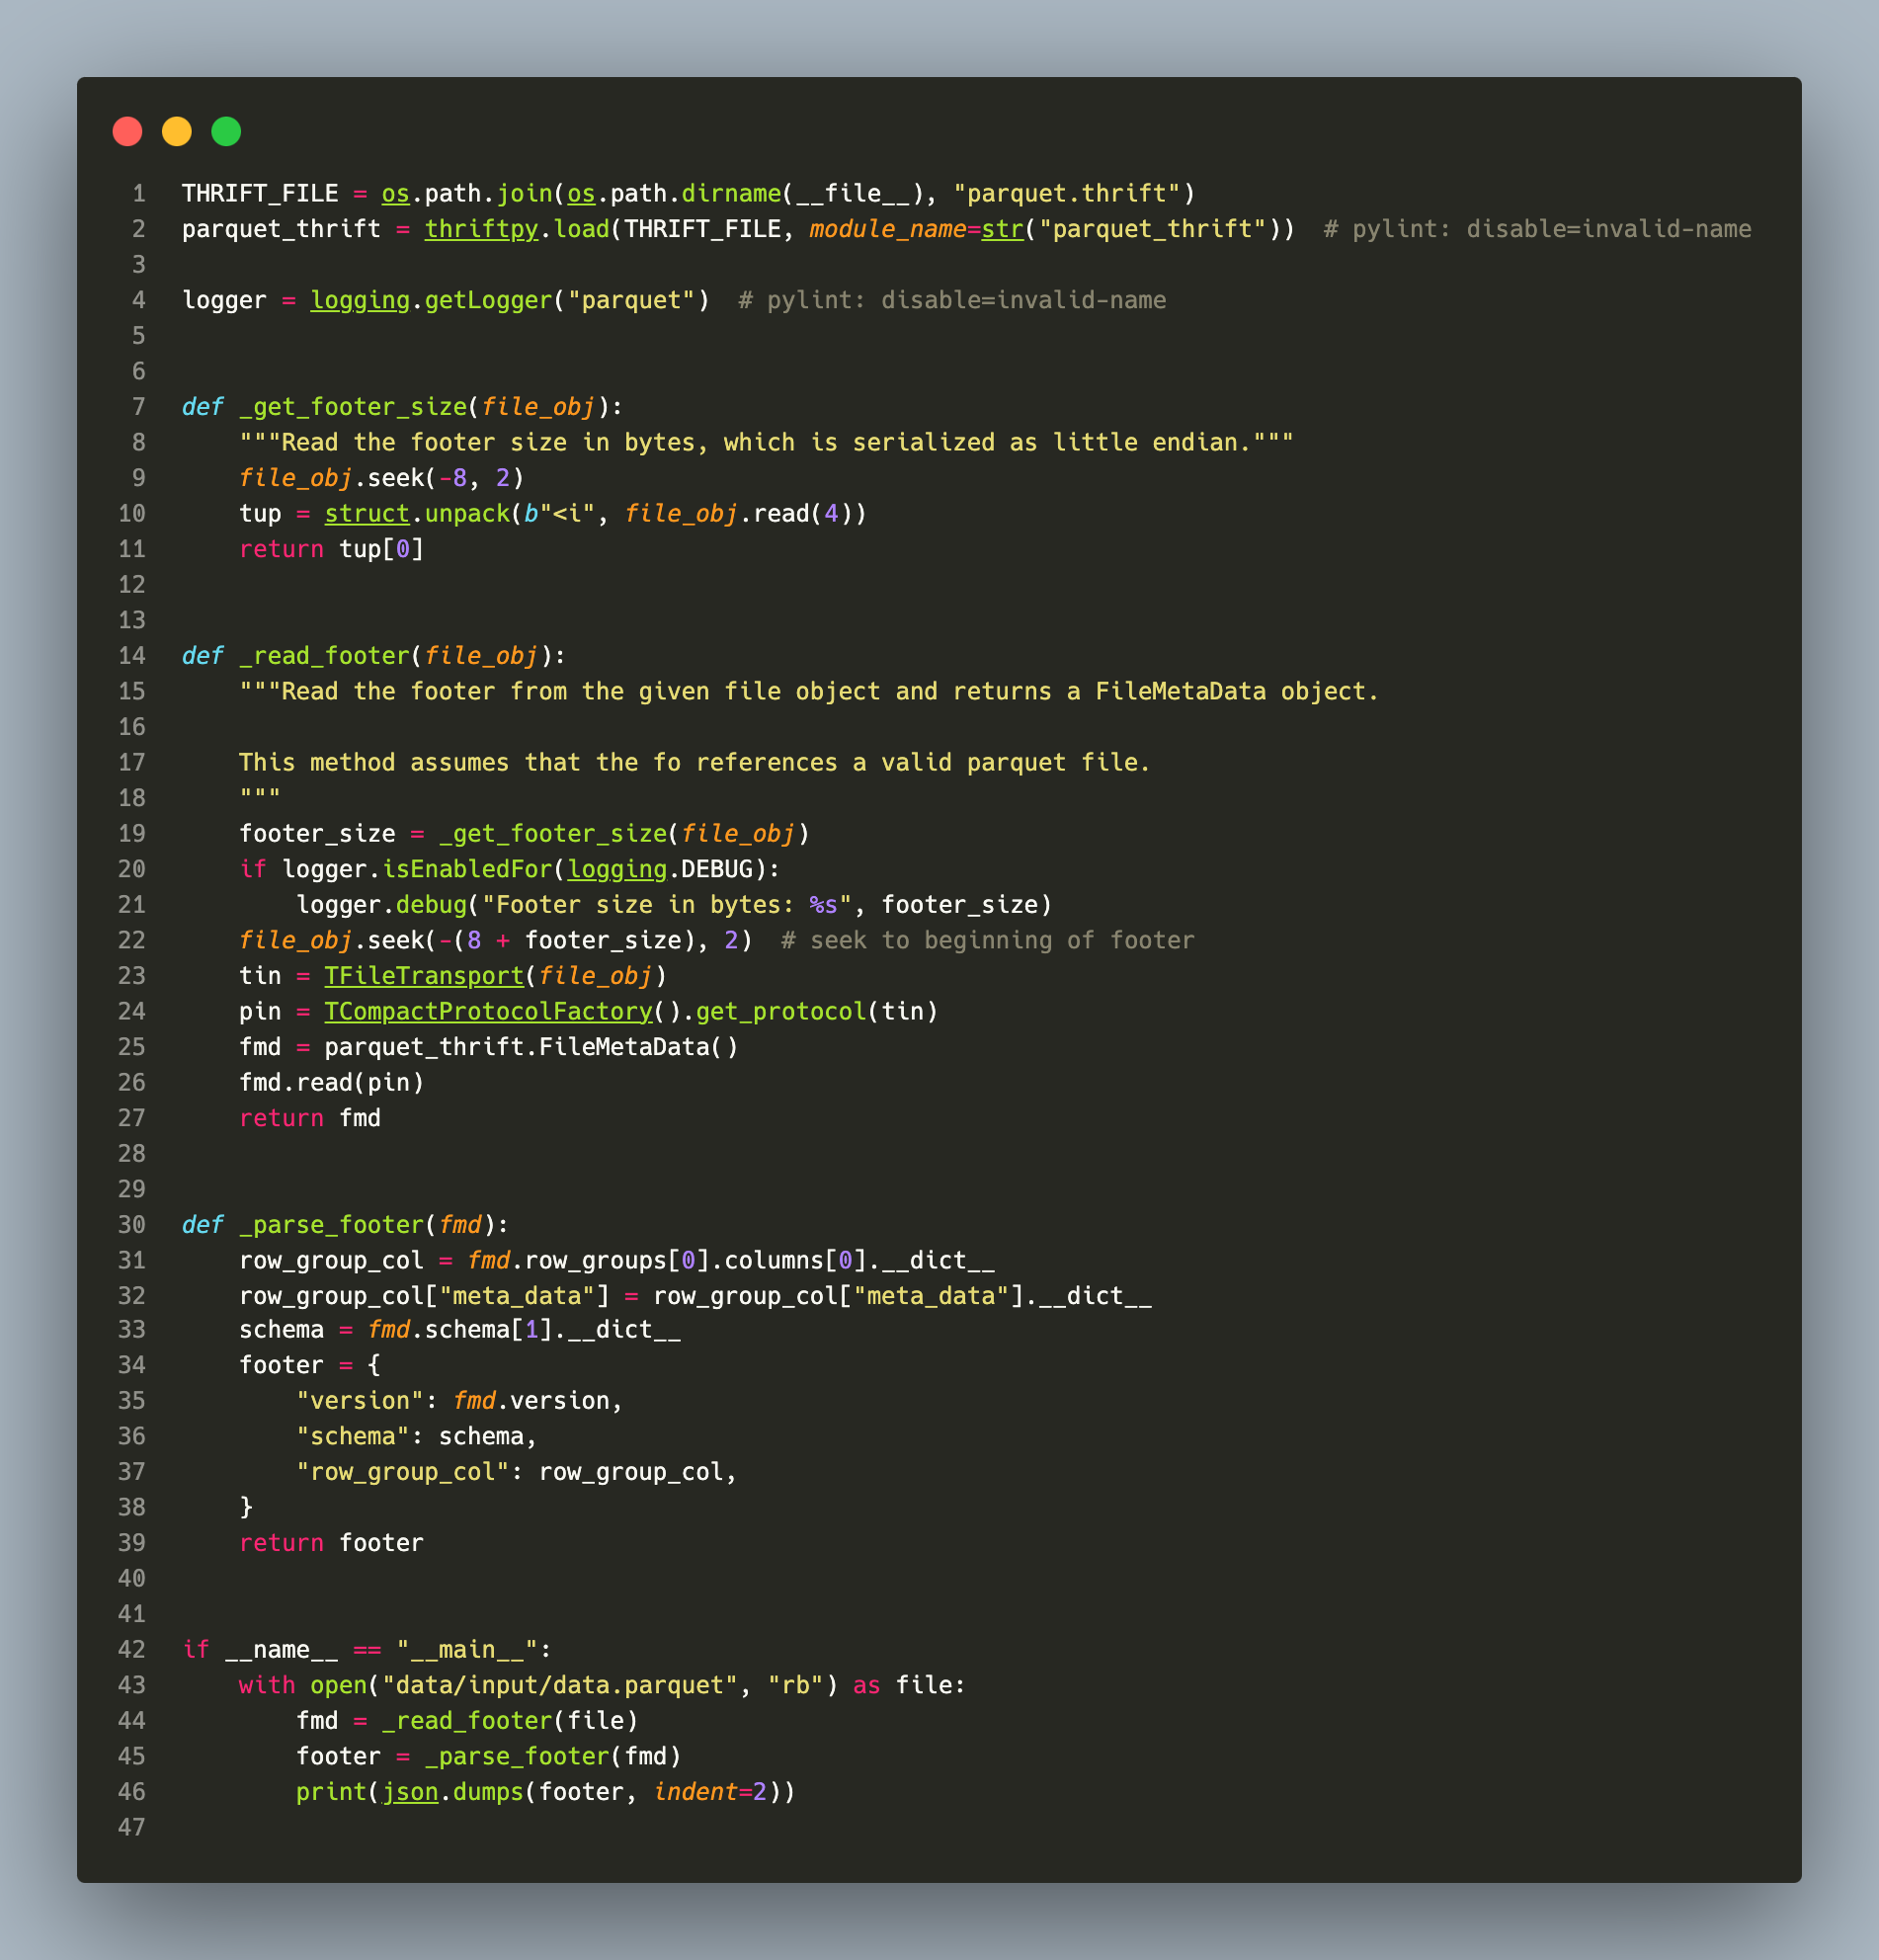 1 THRIFT_FILE = os.path.join(os.path.dirname(__file__), "parquet.thrift")
2 parquet_thrift = thriftpy.load(THRIFT_FILE, module_name=str("parquet_thrift"))  # pylint: disable=invalid-name
3
4 logger = logging.getLogger("parquet")  # pylint: disable=invalid-name
5
6
7 def _get_footer_size(file_obj):
8     """Read the footer size in bytes, which is serialized as little endian."""
9     file_obj.seek(-8, 2)
10     tup = struct.unpack(b"<i", file_obj.read(4))
11     return tup[0]
12
13
14 def _read_footer(file_obj):
15     """Read the footer from the given file object and returns a FileMetaData object.
16
17     This method assumes that the fo references a valid parquet file.
18     """
19     footer_size = _get_footer_size(file_obj)
20     if logger.isEnabledFor(logging.DEBUG):
21         logger.debug("Footer size in bytes: %s", footer_size)
22     file_obj.seek(-(8 + footer_size), 2)  # seek to beginning of footer
23     tin = TFileTransport(file_obj)
24     pin = TCompactProtocolFactory().get_protocol(tin)
25     fmd = parquet_thrift.FileMetaData()
26     fmd.read(pin)
27     return fmd
28
29
30 def _parse_footer(fmd):
31     row_group_col = fmd.row_groups[0].columns[0].__dict__
32     row_group_col["meta_data"] = row_group_col["meta_data"].__dict__
33     schema = fmd.schema[1].__dict__
34     footer = {
35         "version": fmd.version,
36         "schema": schema,
37         "row_group_col": row_group_col,
38     }
39     return footer
40
41
42 if __name__ == "__main__":
43     with open("data/input/data.parquet", "rb") as file:
44         fmd = _read_footer(file)
45         footer = _parse_footer(fmd)
46         print(json.dumps(footer, indent=2))
47